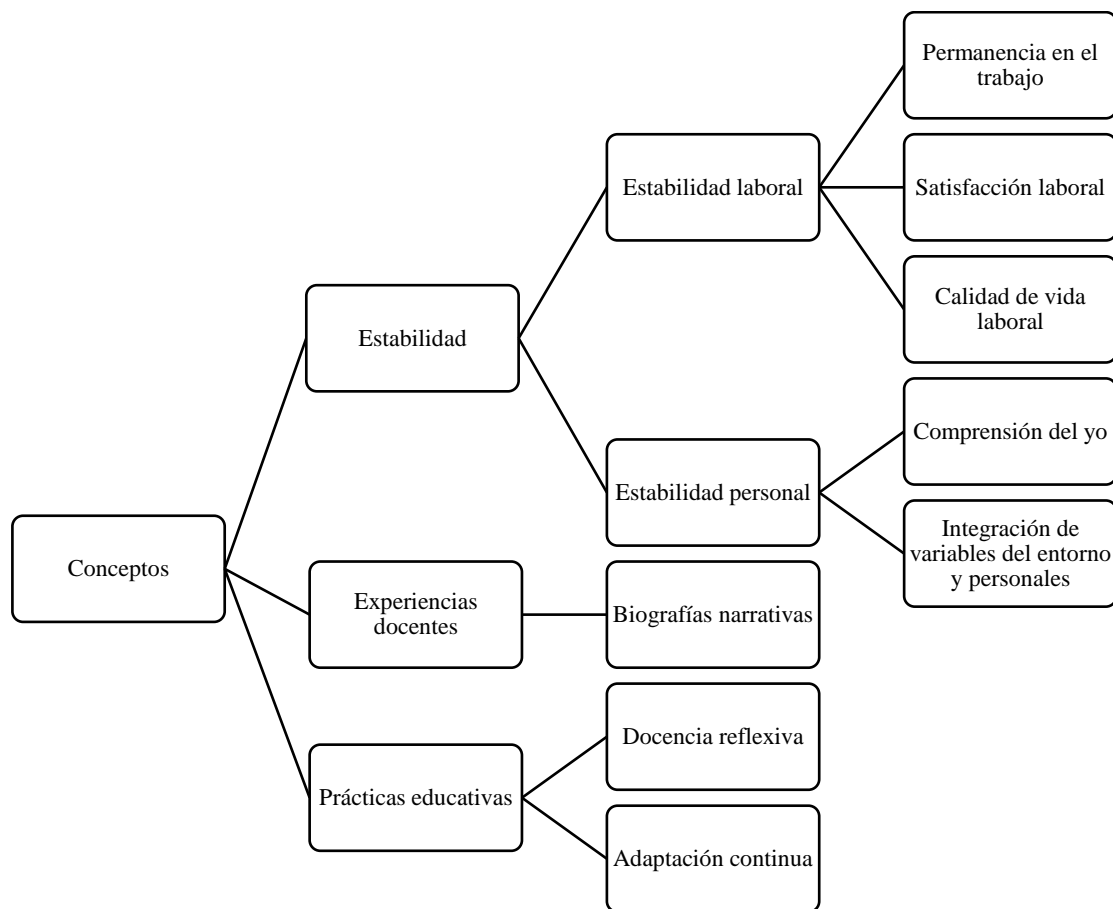 Conceptos
Estabilidad
Estabilidad laboral
Permanencia en el
trabajo
Satisfacción laboral
Calidad de vida
laboral
Estabilidad personal
Comprensión del yo
Integración de
variables del entorno
y personales
Experiencias
docentes
Biografías narrativas
Prácticas educativas
Docencia reflexiva
Adaptación continua